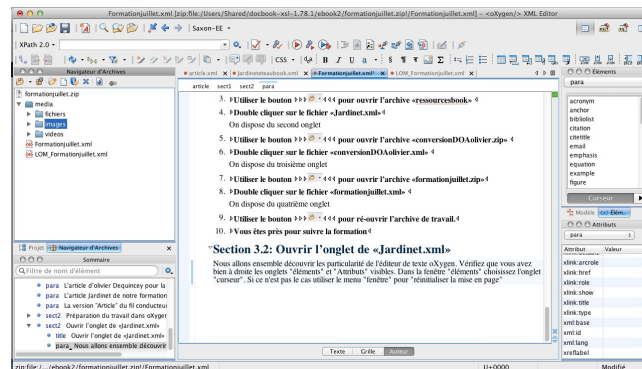 Formationjuillet.xml [zip:file:/Users/Shared/docbook-xsl-1.78.1/ebook2/formationjuillet.zip!/Formationjuillet.xml] - <oXygen/> XML Editor
Saxon-EE
XPath 2.0
CSS B I U a § ¶ T Σ
Navigateur d'Archives
formationjuillet.zip
media
fichiers
images
videos
Formationjuillet.xml
LOM_Formationjuillet.xml
Projet Navigateur d'Archives
Sommaire
Filtre de nom d'élément
para L'article d'olivier Dequincey pour la
para L'article Jardinet de notre formation
para La version "Article" du fil conducteur
sect2 Préparation du travail dans oXygen
sect2 Ouvrir l'onglet de «Jardinet.xml»
title Ouvrir l'onglet de «Jardinet.xml»
para Nous allons ensemble découvrir
article.xml Jardineteteaubook.xml Formationjuillet.xml* LOM_Formationjuillet.xml
article sect1 sect2 para
3. Utiliser le bouton pour ouvrir l'archive «ressourcesbook»
4. Double cliquer sur le fichier «Jardinet.xml»
On dispose du second onglet
5. Utiliser le bouton pour ouvrir l'archive «conversionDOAolivier.zip»
6. Double cliquer sur le fichier «conversionDOAolivier.xml»
On dispose du troisième onglet
7. Utiliser le bouton pour ouvrir l'archive «formationjuillet.zip»
8. Double cliquer sur le fichier «formationjuillet.xml»
On dispose du quatrième onglet
9. Utiliser le bouton pour ré-ouvrir l'archive de travail.
10. Vous êtes près pour suivre la formation
Section 3.2: Ouvrir l'onglet de «Jardinet.xml»
Nous allons ensemble découvrir les particularité de l'éditeur de texte oXygen. Vérifiez que vous avez
bien à droite les onglets "éléments" et "Attributs" visibles. Dans la fenêtre "éléments" choisissez l'onglet
"curseur". Si ce n'est pas le cas utiliser le menu "fenêtre" pour "réinitialiser la mise en page"
Texte Grille Auteur
Éléments
para
acronym
anchor
bibliolist
citation
citetitle
email
emphasis
equation
example
figure
Curseur
Modèle Élém...
Attributs
para
Attribut Valeur
xlink:arcrole
xlink:href
xlink:role
xlink:show
xlink:title
xlink:type
xml:base
xml:id
xml:lang
xreflabel
zip:file:/.../ebook2/formationjuillet.zip!/Formationjuillet.xml U+0000 Modifié